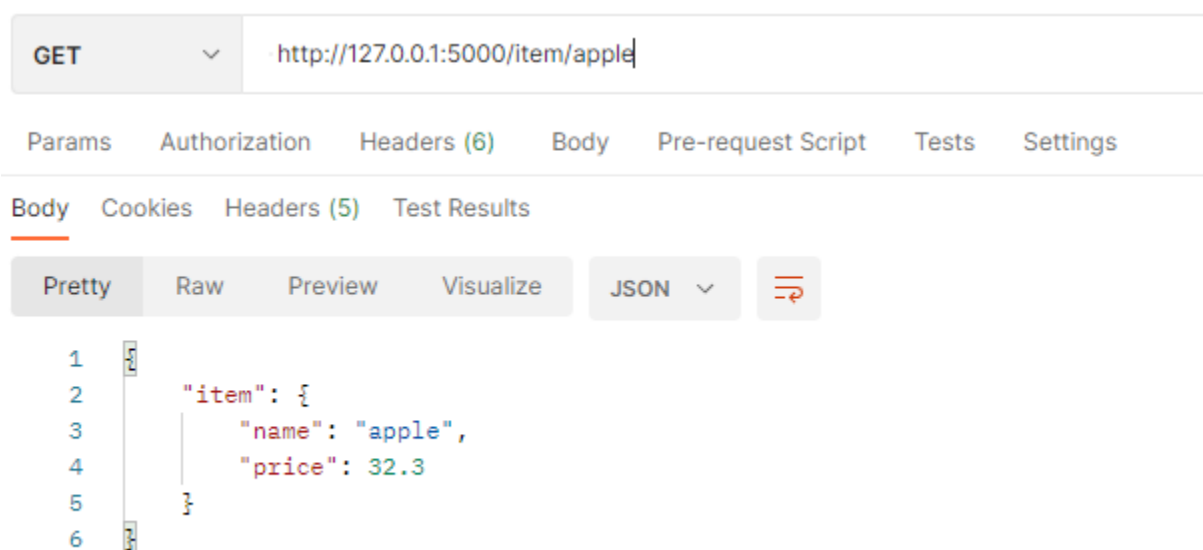 GET http://127.0.0.1:5000/item/apple
Params Authorization Headers (6) Body Pre-request Script Tests Settings
Body Cookies Headers (5) Test Results
Pretty Raw Preview Visualize JSON
1 {
2 "item": {
3 "name": "apple",
4 "price": 32.3
5 }
6 }